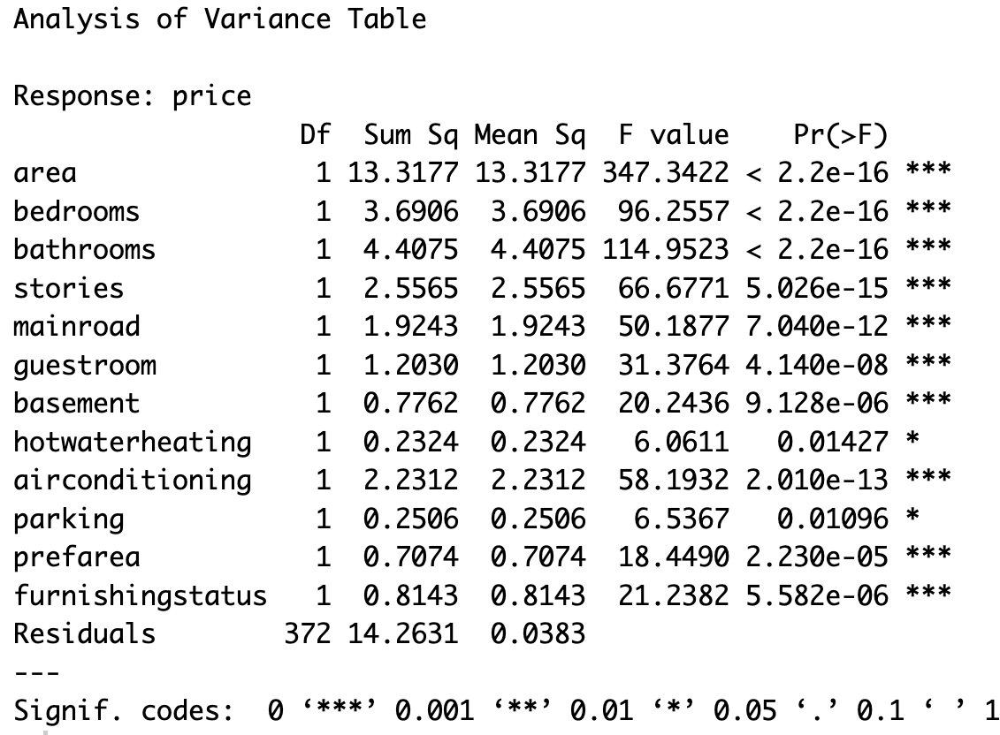 Analysis of Variance Table
Response: price
Df Sum Sq Mean Sq F value Pr(>F)
area 1 13.3177 13.3177 347.3422 < 2.2e-16 ***
bedrooms 1 3.6906 3.6906 96.2557 < 2.2e-16 ***
bathrooms 1 4.4075 4.4075 114.9523 < 2.2e-16 ***
stories 1 2.5565 2.5565 66.6771 5.026e-15 ***
mainroad 1 1.9243 1.9243 50.1877 7.040e-12 ***
guestroom 1 1.2030 1.2030 31.3764 4.140e-08 ***
basement 1 0.7762 0.7762 20.2436 9.128e-06 ***
hotwaterheating 1 0.2324 0.2324 6.0611 0.01427 *
airconditioning 1 2.2312 2.2312 58.1932 2.010e-13 ***
parking 1 0.2506 0.2506 6.5367 0.01096 *
prefarea 1 0.7074 0.7074 18.4490 2.230e-05 ***
furnishingstatus 1 0.8143 0.8143 21.2382 5.582e-06 ***
Residuals 372 14.2631 0.0383
---
Signif. codes: 0 ‘***’ 0.001 ‘**’ 0.01 ‘*’ 0.05 ‘.’ 0.1 ‘ ’ 1